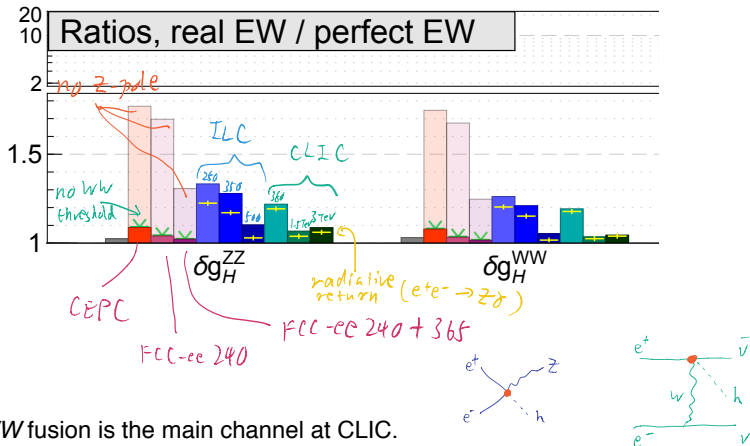 20
10
2
Ratios, real EW / perfect EW
no Z-pole
1.5
1
ILC
CLIC
250
350
500
380
1.5TeV
3TeV
no WW
threshold
δg_H^ZZ
δg_H^WW
radiative
return (e⁺e⁻ → Zγ)
CEPC
FCC-ee 240
FCC-ee 240 + 365
e⁺
Z
e⁻
h
e⁺
ν̄
W
h
e⁻
ν
WW fusion is the main channel at CLIC.